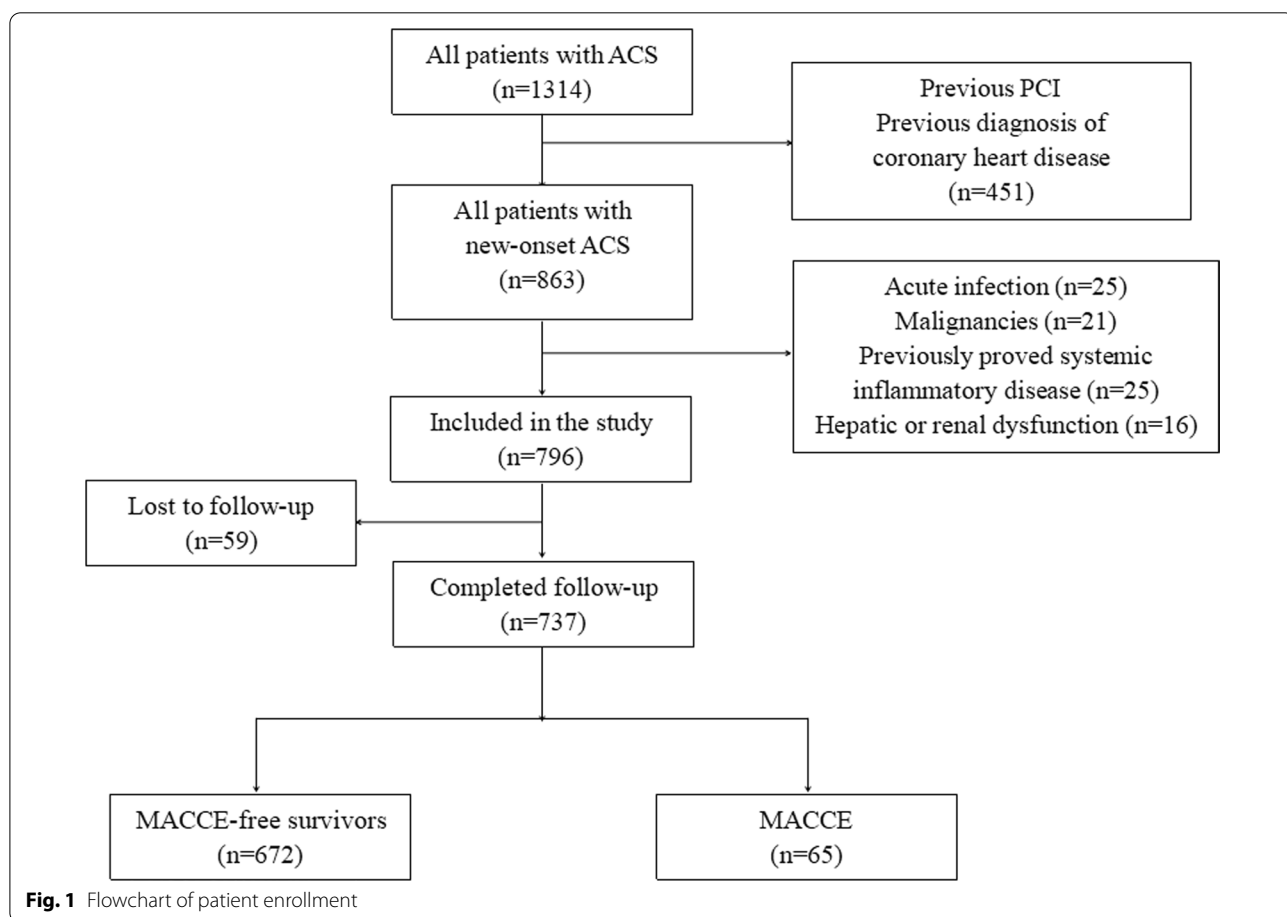 All patients with ACS
(n=1314)
Previous PCI
Previous diagnosis of
coronary heart disease
(n=451)
All patients with
new-onset ACS
(n=863)
Acute infection (n=25)
Malignancies (n=21)
Previously proved systemic
inflammatory disease (n=25)
Hepatic or renal dysfunction (n=16)
Included in the study
(n=796)
Lost to follow-up
(n=59)
Completed follow-up
(n=737)
MACCE-free survivors
(n=672)
MACCE
(n=65)
Fig. 1 Flowchart of patient enrollment